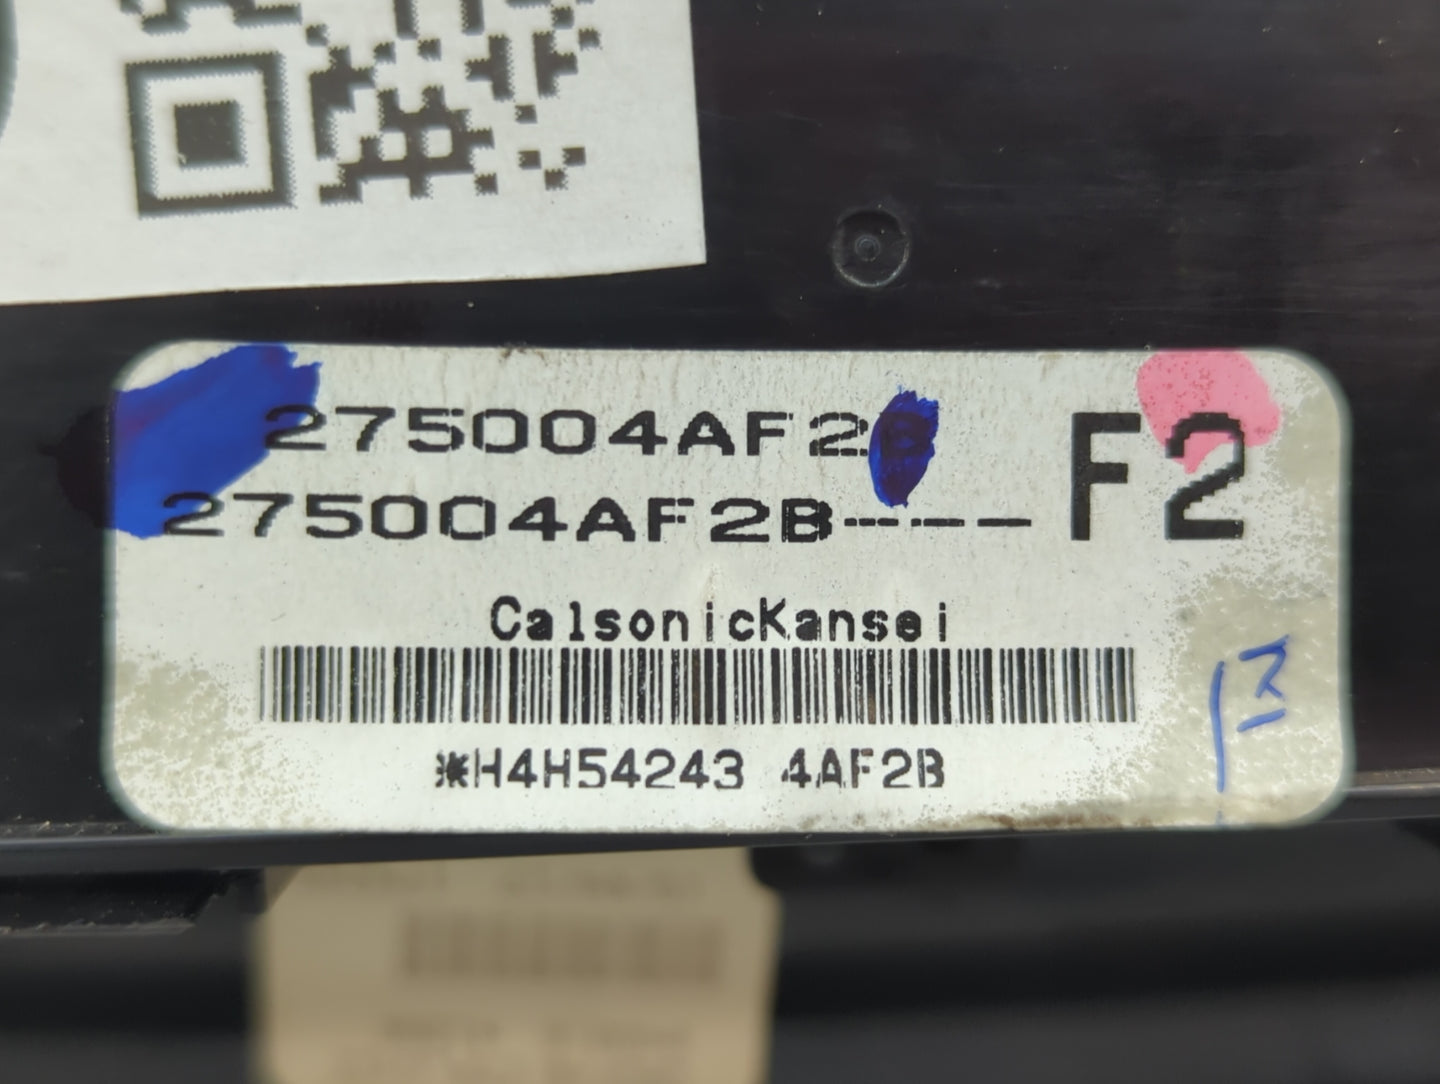 275004AF2B
275004AF2B---- F2
CalsonicKansei
*H4H54243 4AF2B